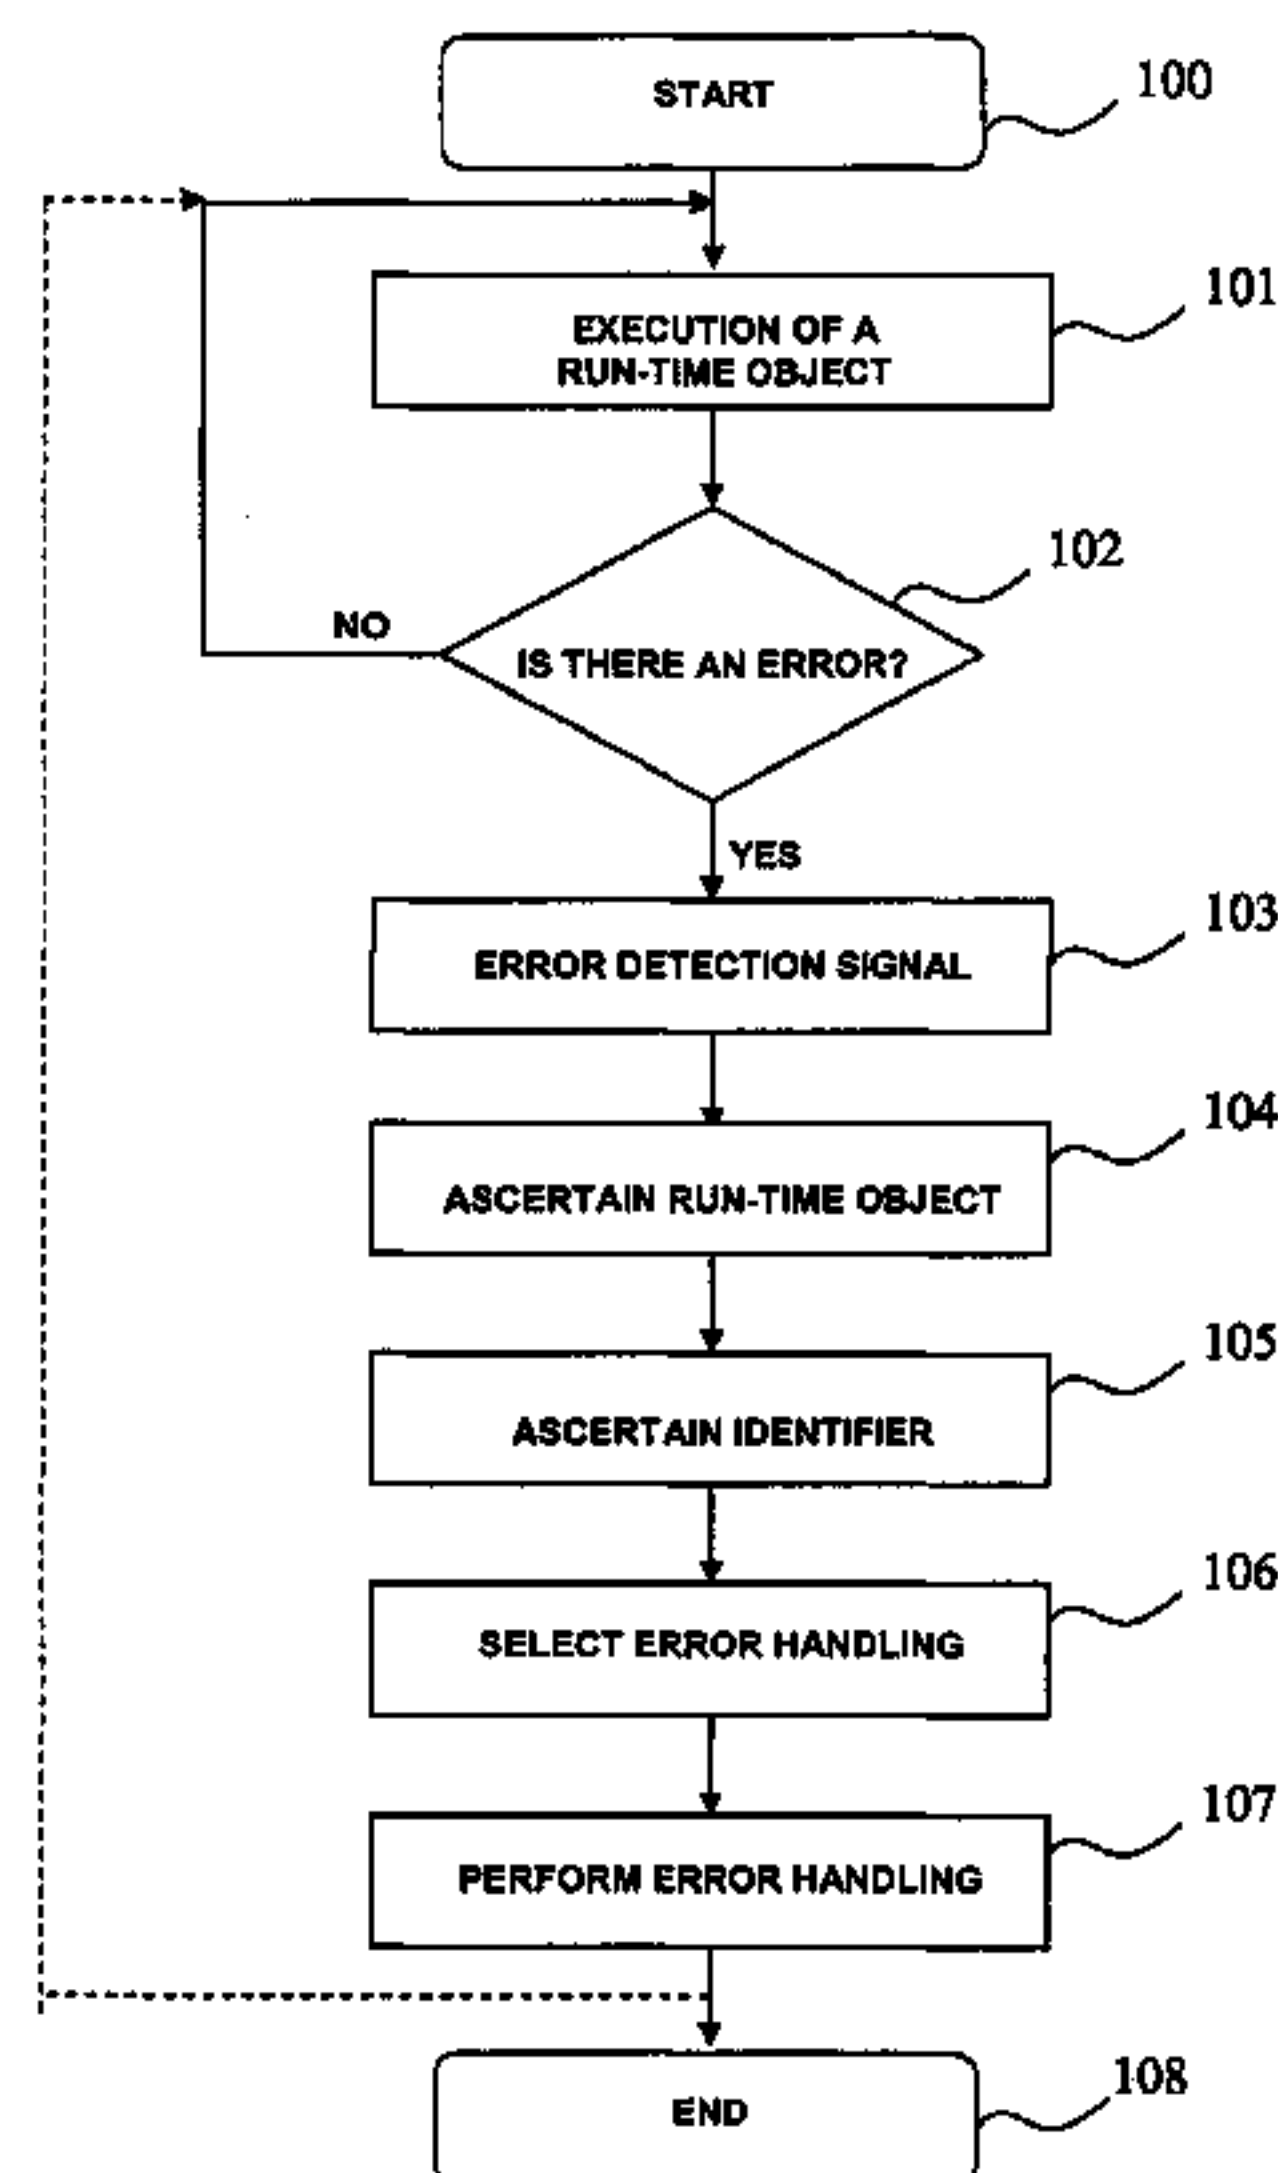 START
100
EXECUTION OF A
RUN-TIME OBJECT
101
102
IS THERE AN ERROR?
NO
YES
ERROR DETECTION SIGNAL
103
ASCERTAIN RUN-TIME OBJECT
104
ASCERTAIN IDENTIFIER
105
SELECT ERROR HANDLING
106
PERFORM ERROR HANDLING
107
END
108